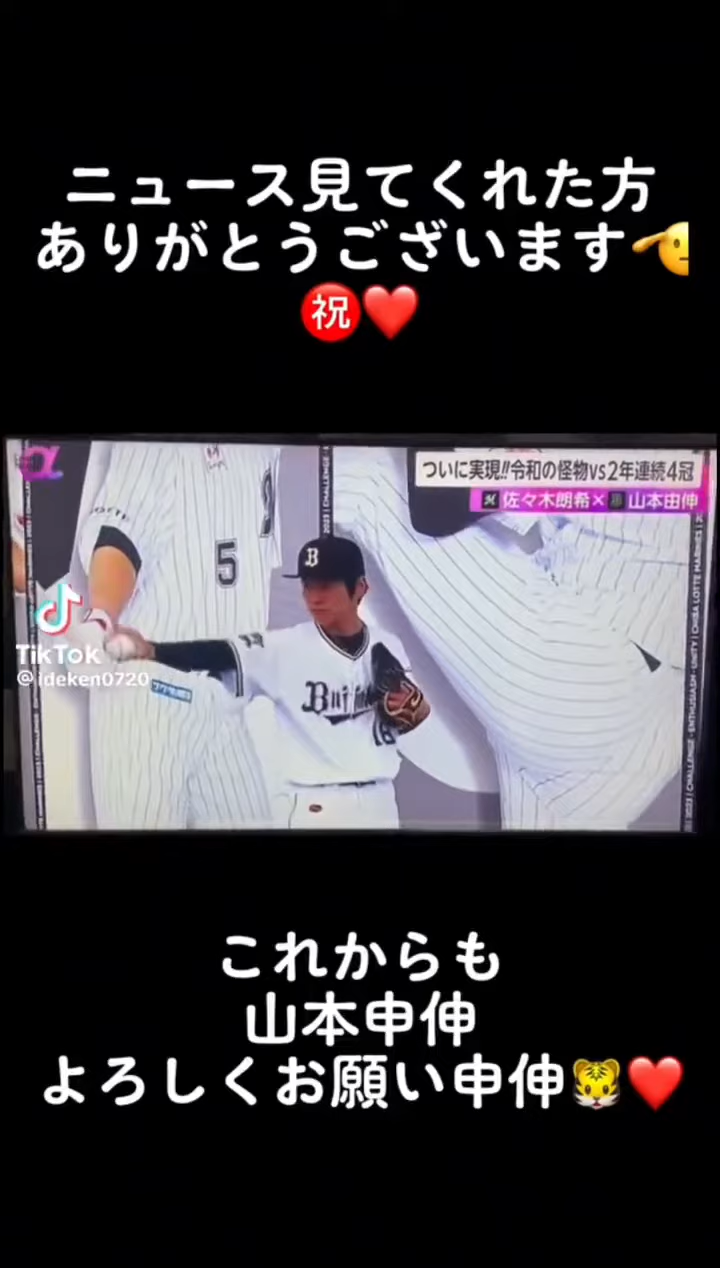 ニュース見てくれた方
ありがとうございます🫡
㊗️❤️
ついに実現!!令和の怪物vs2年連続4冠
佐々木朗希×山本由伸
5
B
TikTok
@ideken0720
16
これからも
山本申伸
よろしくお願い申伸🐯❤️